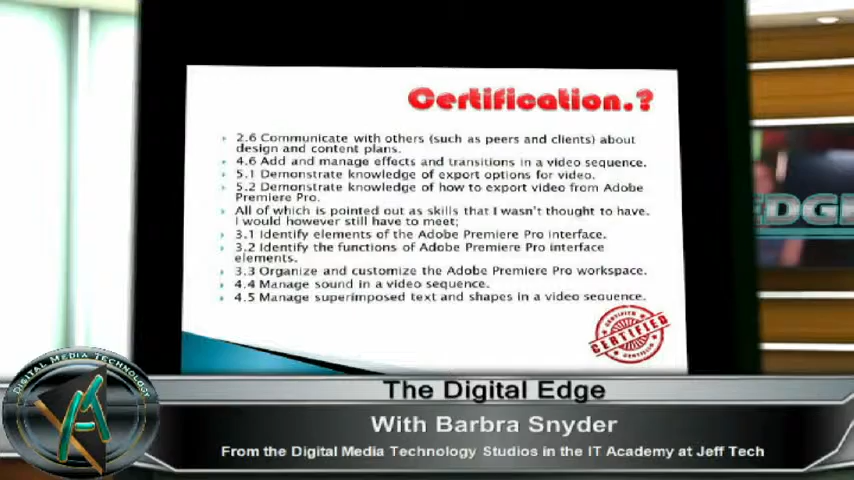 Certification.?
2.6 Communicate with others (such as peers and clients) about
design and content plans.
4.6 Add and manage effects and transitions in a video sequence.
5.1 Demonstrate knowledge of export options for video.
5.2 Demonstrate knowledge of how to export video from Adobe
Premiere Pro.
All of which is pointed out as skills that I wasn't thought to have.
I would however still have to meet;
3.1 Identify elements of the Adobe Premiere Pro interface.
3.2 Identify the functions of Adobe Premiere Pro interface
elements.
3.3 Organize and customize the Adobe Premiere Pro workspace.
4.4 Manage sound in a video sequence.
4.5 Manage superimposed text and shapes in a video sequence.
CERTIFIED
CERTIFIED
CERTIFIED
EDGE
DIGITAL MEDIA TECHNOLOGY
The Digital Edge
With Barbra Snyder
From the Digital Media Technology Studios in the IT Academy at Jeff Tech